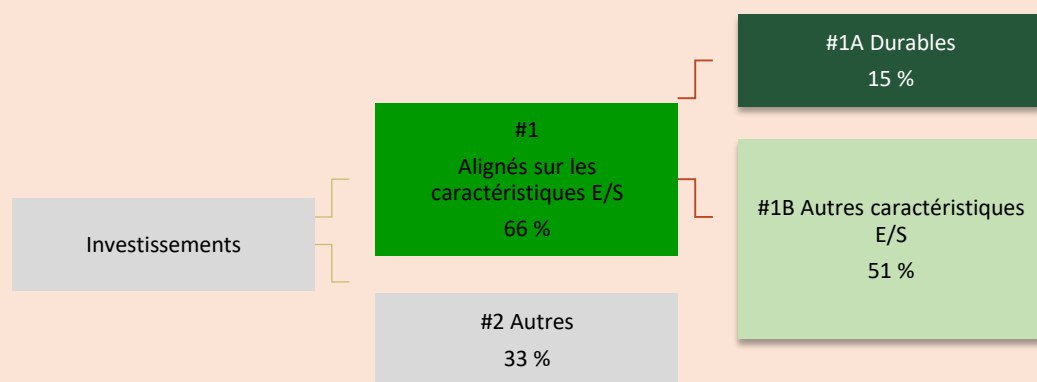 Investissements
#1
Alignés sur les
caractéristiques E/S
66 %
#2 Autres
33 %
#1A Durables
15 %
#1B Autres caractéristiques
E/S
51 %